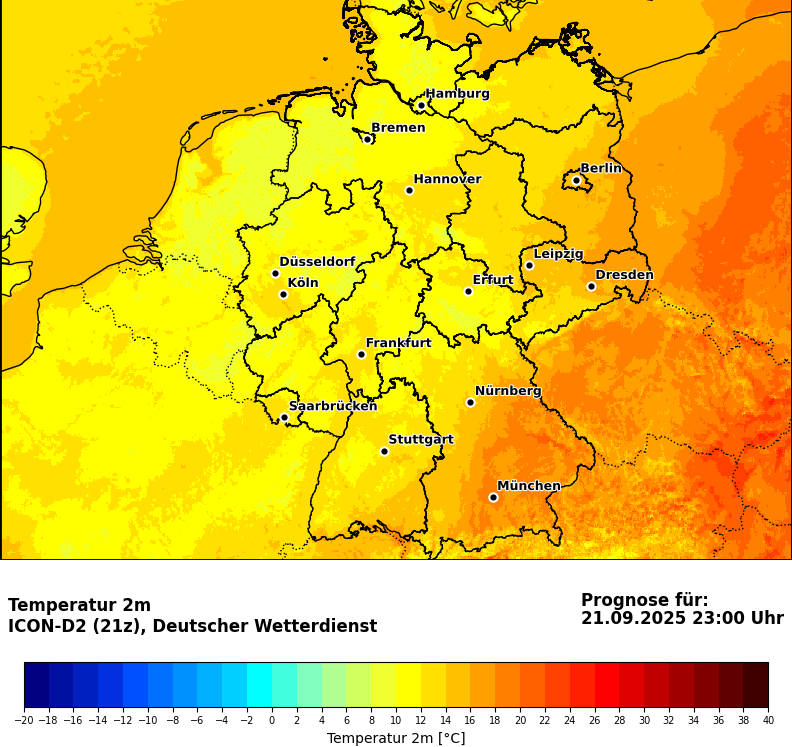 Hamburg
Bremen
Berlin
Hannover
Leipzig
Düsseldorf
Dresden
Köln
Erfurt
Frankfurt
Nürnberg
Saarbrücken
Stuttgart
München
Temperatur 2m
ICON-D2 (21z), Deutscher Wetterdienst
Prognose für:
21.09.2025 23:00 Uhr
−20 −18 −16 −14 −12 −10 −8 −6 −4 −2 0 2 4 6 8 10 12 14 16 18 20 22 24 26 28 30 32 34 36 38 40
Temperatur 2m [°C]